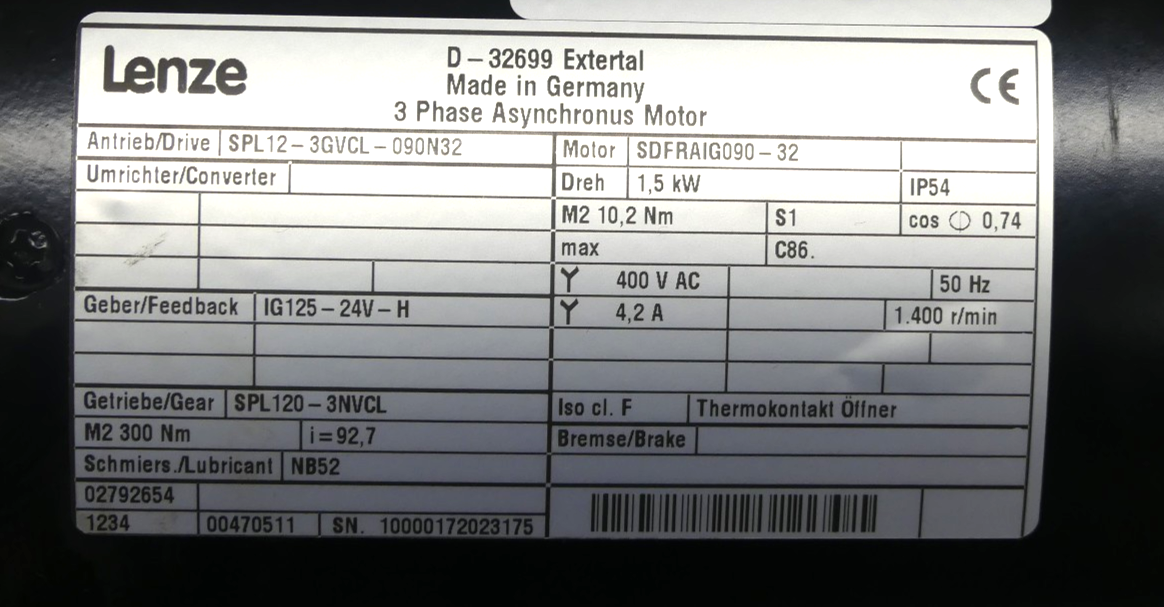 Lenze
D-32699 Extertal
Made in Germany
3 Phase Asynchronus Motor
CE
Antrieb/Drive SPL12-3GVCL-090N32
Umrichter/Converter
Geber/Feedback IG125-24V-H
Getriebe/Gear SPL120-3NVCL
M2 300 Nm i=92,7
Schmiers./Lubricant NB52
02792654
1234 00470511 SN. 10000172023175
Motor SDFRAIG090-32
Dreh 1,5 kW IP54
M2 10,2 Nm S1 cos Φ 0,74
max C86.
Y 400 V AC 50 Hz
Y 4,2 A 1.400 r/min
Iso cl. F Thermokontakt Öffner
Bremse/Brake